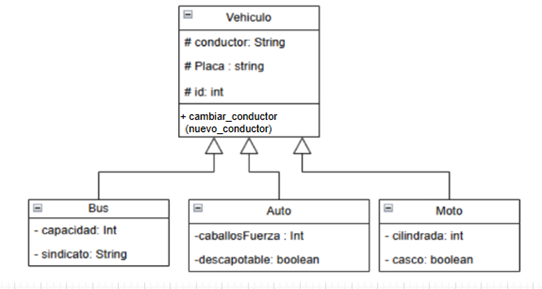 Vehiculo
# conductor: String
# Placa : string
# id: int
+ cambiar_conductor
(nuevo_conductor)
Bus
- capacidad: Int
- sindicato: String
Auto
-caballosFuerza : Int
-descapotable: boolean
Moto
- cilindrada: int
- casco: boolean